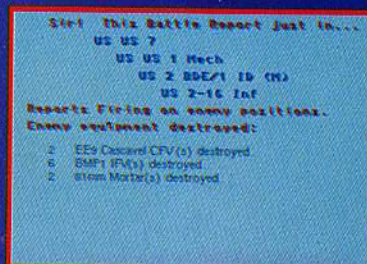 Sir! This Battle Report just in...
US US 7
US US 1 Mech
US 2 BDE/1 ID (M)
US 2-16 Inf
Reports Firing on enemy positions.
Enemy equipment destroyed:
2 EE9 Cascavel CFV(s) destroyed
6 BMP1 IFV(s) destroyed
2 81mm Mortar(s) destroyed